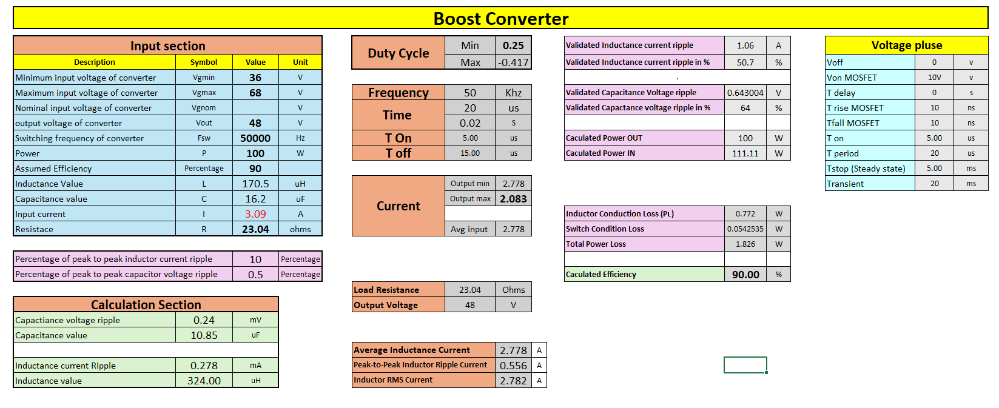 Boost Converter
Input section
Description Symbol Value Unit
Minimum input voltage of converter Vgmin 36 V
Maximum input voltage of converter Vgmax 68 V
Nominal input voltage of converter Vgnom V
output voltage of converter Vout 48 V
Switching frequency of converter Fsw 50000 Hz
Power P 100 W
Assumed Efficiency Percentage 90
Inductance Value L 170.5 uH
Capacitance value C 16.2 uF
Input current I 3.09 A
Resistace R 23.04 ohms
Percentage of peak to peak inductor current ripple 10 Percentage
Percentage of peak to peak capacitor voltage ripple 0.5 Percentage
Calculation Section
Capactiance voltage ripple 0.24 mV
Capacitance value 10.85 uF
Inductance current Ripple 0.278 mA
Inductance value 324.00 uH
Duty Cycle Min 0.25
Max -0.417
Frequency 50 Khz
Time 20 us
0.02 S
T On 5.00 us
T off 15.00 us
Current Output min 2.778
Output max 2.083
Avg input 2.778
Load Resistance 23.04 Ohms
Output Voltage 48 V
Average Inductance Current 2.778 A
Peak-to-Peak Inductor Ripple Current 0.556 A
Inductor RMS Current 2.782 A
Validated Inductance current ripple 1.06 A
Validated Inductance current ripple in % 50.7 %
.
Validated Capacitance Voltage ripple 0.643004 V
Validated Capactance voltage ripple in % 64 %
Caculated Power OUT 100 W
Caculated Power IN 111.11 W
Inductor Conduction Loss (PL) 0.772 W
Switch Condition Loss 0.0542535 W
Total Power Loss 1.826 W
Caculated Efficiency 90.00 %
Voltage pluse
Voff 0 v
Von MOSFET 10V v
T delay 0 s
T rise MOSFET 10 ns
Tfall MOSFET 10 ns
T on 5.00 us
T period 20 us
Tstop (Steady state) 5.00 ms
Transient 20 ms